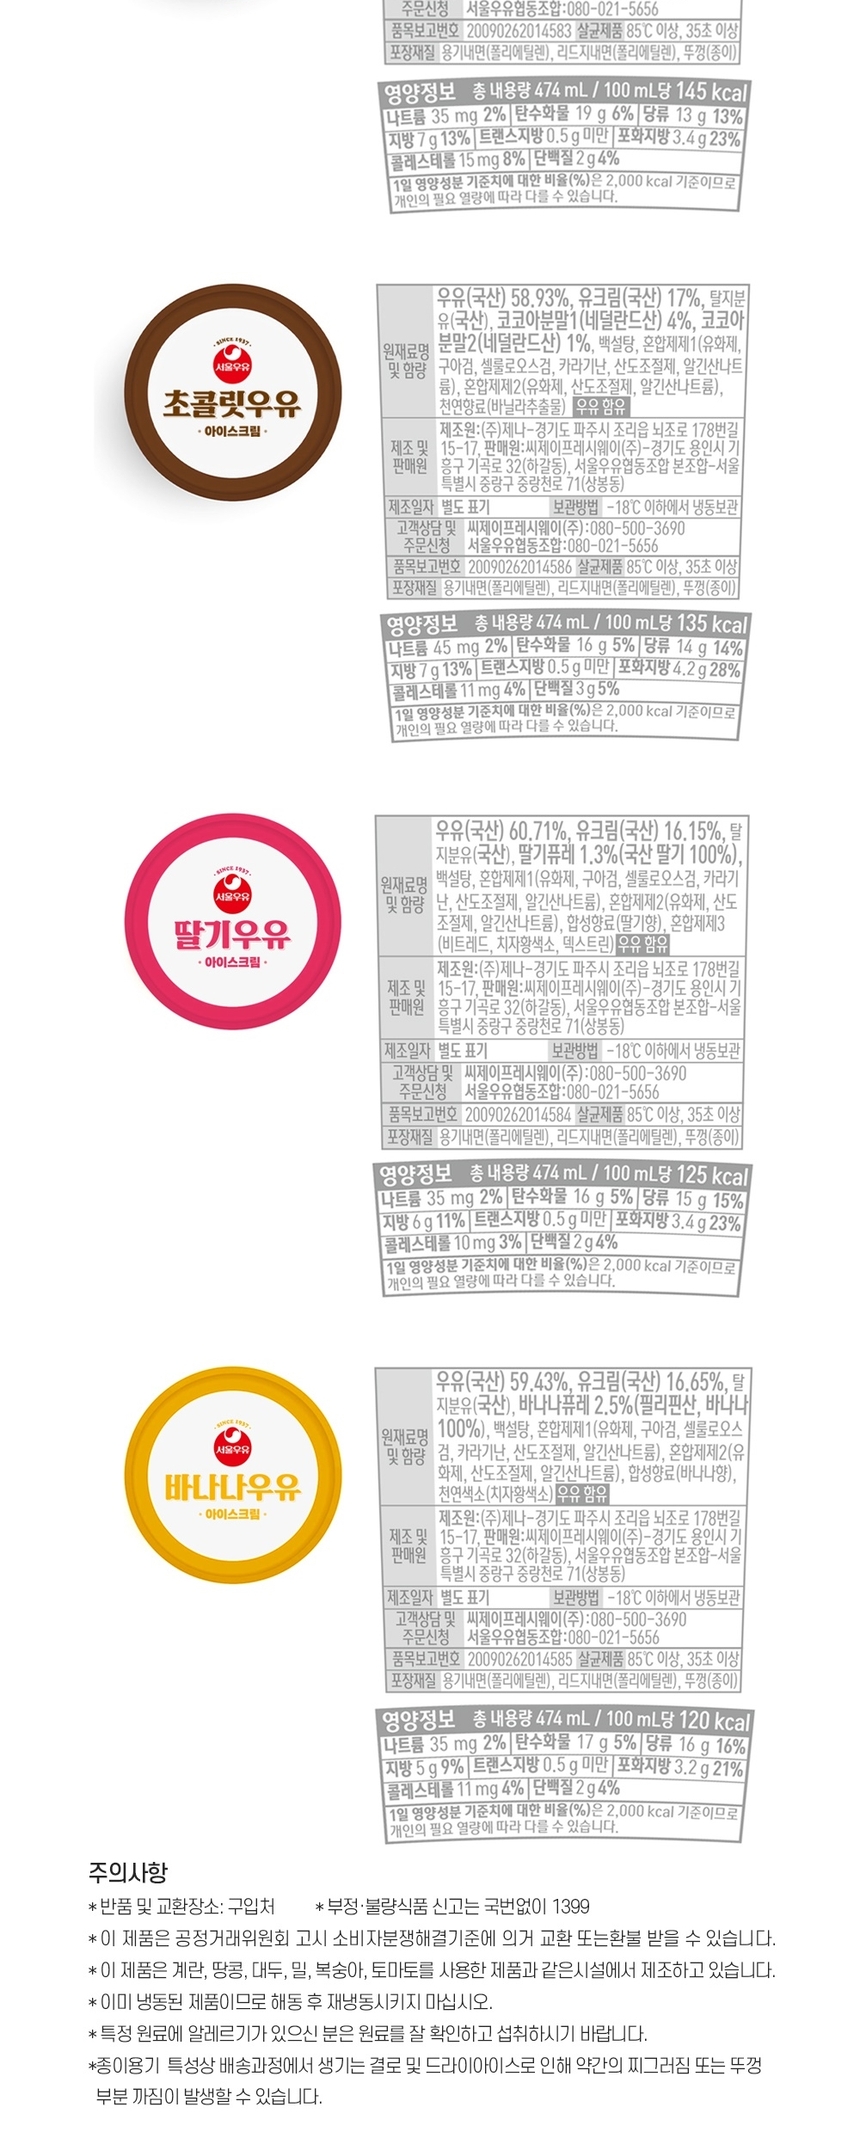 주문신청 서울우유협동조합:080-021-5656
품목보고번호 20090262014583 살균제품 85℃ 이상, 35초 이상
포장재질 용기내면(폴리에틸렌), 리드지내면(폴리에틸렌), 뚜껑(종이)
영양정보 총 내용량 474 mL / 100 mL당 145 kcal
나트륨 35 mg 2% 탄수화물 19 g 6% 당류 13 g 13%
지방 7 g 13% 트랜스지방 0.5 g 미만 포화지방 3.4 g 23%
콜레스테롤 15 mg 8% 단백질 2 g 4%
1일 영양성분 기준치에 대한 비율(%)은 2,000 kcal 기준이므로
개인의 필요 열량에 따라 다를 수 있습니다.
SINCE 1937
서울우유
초콜릿우유
아이스크림
원재료명 및 함량
우유(국산) 58.93%, 유크림(국산) 17%, 탈지분
유(국산), 코코아분말1(네덜란드산) 4%, 코코아
분말2(네덜란드산) 1%, 백설탕, 혼합제제1(유화제,
구아검, 셀룰로오스검, 카라기난, 산도조절제, 알긴산나트
륨), 혼합제제2(유화제, 산도조절제, 알긴산나트륨),
천연향료(바닐라추출물) 우유 함유
제조 및 판매원
제조원:(주)제나-경기도 파주시 조리읍 뇌조로 178번길
15-17, 판매원:씨제이프레시웨이(주)-경기도 용인시 기
흥구 기곡로 32(하갈동), 서울우유협동조합 본조합-서울
특별시 중랑구 중랑천로 71(상봉동)
제조일자 별도 표기 보관방법 -18℃ 이하에서 냉동보관
고객상담 및 씨제이프레시웨이(주):080-500-3690
주문신청 서울우유협동조합:080-021-5656
품목보고번호 20090262014586 살균제품 85℃ 이상, 35초 이상
포장재질 용기내면(폴리에틸렌), 리드지내면(폴리에틸렌), 뚜껑(종이)
영양정보 총 내용량 474 mL / 100 mL당 135 kcal
나트륨 45 mg 2% 탄수화물 16 g 5% 당류 14 g 14%
지방 7 g 13% 트랜스지방 0.5 g 미만 포화지방 4.2 g 28%
콜레스테롤 11 mg 4% 단백질 3 g 5%
1일 영양성분 기준치에 대한 비율(%)은 2,000 kcal 기준이므로
개인의 필요 열량에 따라 다를 수 있습니다.
SINCE 1937
서울우유
딸기우유
아이스크림
원재료명 및 함량
우유(국산) 60.71%, 유크림(국산) 16.15%, 탈
지분유(국산), 딸기퓨레 1.3%(국산 딸기 100%),
백설탕, 혼합제제1(유화제, 구아검, 셀룰로오스검, 카라기
난, 산도조절제, 알긴산나트륨), 혼합제제2(유화제, 산도
조절제, 알긴산나트륨), 합성향료(딸기향), 혼합제제3
(비트레드, 치자황색소, 덱스트린) 우유 함유
제조 및 판매원
제조원:(주)제나-경기도 파주시 조리읍 뇌조로 178번길
15-17, 판매원:씨제이프레시웨이(주)-경기도 용인시 기
흥구 기곡로 32(하갈동), 서울우유협동조합 본조합-서울
특별시 중랑구 중랑천로 71(상봉동)
제조일자 별도 표기 보관방법 -18℃ 이하에서 냉동보관
고객상담 및 씨제이프레시웨이(주):080-500-3690
주문신청 서울우유협동조합:080-021-5656
품목보고번호 20090262014584 살균제품 85℃ 이상, 35초 이상
포장재질 용기내면(폴리에틸렌), 리드지내면(폴리에틸렌), 뚜껑(종이)
영양정보 총 내용량 474 mL / 100 mL당 125 kcal
나트륨 35 mg 2% 탄수화물 16 g 5% 당류 15 g 15%
지방 6 g 11% 트랜스지방 0.5 g 미만 포화지방 3.4 g 23%
콜레스테롤 10 mg 3% 단백질 2 g 4%
1일 영양성분 기준치에 대한 비율(%)은 2,000 kcal 기준이므로
개인의 필요 열량에 따라 다를 수 있습니다.
SINCE 1937
서울우유
바나나우유
아이스크림
원재료명 및 함량
우유(국산) 59.43%, 유크림(국산) 16.65%, 탈
지분유(국산), 바나나퓨레 2.5%(필리핀산, 바나나
100%), 백설탕, 혼합제제1(유화제, 구아검, 셀룰로오스
검, 카라기난, 산도조절제, 알긴산나트륨), 혼합제제2(유
화제, 산도조절제, 알긴산나트륨), 합성향료(바나나향),
천연색소(치자황색소) 우유 함유
제조 및 판매원
제조원:(주)제나-경기도 파주시 조리읍 뇌조로 178번길
15-17, 판매원:씨제이프레시웨이(주)-경기도 용인시 기
흥구 기곡로 32(하갈동), 서울우유협동조합 본조합-서울
특별시 중랑구 중랑천로 71(상봉동)
제조일자 별도 표기 보관방법 -18℃ 이하에서 냉동보관
고객상담 및 씨제이프레시웨이(주):080-500-3690
주문신청 서울우유협동조합:080-021-5656
품목보고번호 20090262014585 살균제품 85℃ 이상, 35초 이상
포장재질 용기내면(폴리에틸렌), 리드지내면(폴리에틸렌), 뚜껑(종이)
영양정보 총 내용량 474 mL / 100 mL당 120 kcal
나트륨 35 mg 2% 탄수화물 17 g 5% 당류 16 g 16%
지방 5 g 9% 트랜스지방 0.5 g 미만 포화지방 3.2 g 21%
콜레스테롤 11 mg 4% 단백질 2 g 4%
1일 영양성분 기준치에 대한 비율(%)은 2,000 kcal 기준이므로
개인의 필요 열량에 따라 다를 수 있습니다.
주의사항
* 반품 및 교환장소: 구입처 * 부정·불량식품 신고는 국번없이 1399
* 이 제품은 공정거래위원회 고시 소비자분쟁해결기준에 의거 교환 또는환불 받을 수 있습니다.
* 이 제품은 계란, 땅콩, 대두, 밀, 복숭아, 토마토를 사용한 제품과 같은시설에서 제조하고 있습니다.
* 이미 냉동된 제품이므로 해동 후 재냉동시키지 마십시오.
* 특정 원료에 알레르기가 있으신 분은 원료를 잘 확인하고 섭취하시기 바랍니다.
*종이용기 특성상 배송과정에서 생기는 결로 및 드라이아이스로 인해 약간의 찌그러짐 또는 뚜껑
부분 까짐이 발생할 수 있습니다.